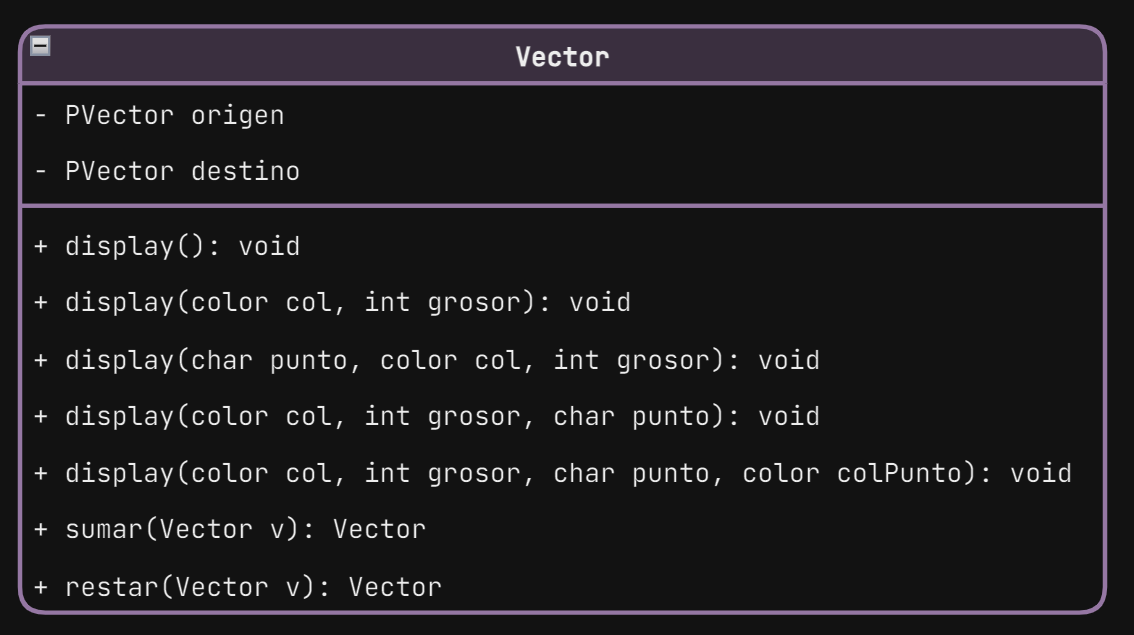 Vector
- PVector origen
- PVector destino
+ display(): void
+ display(color col, int grosor): void
+ display(char punto, color col, int grosor): void
+ display(color col, int grosor, char punto): void
+ display(color col, int grosor, char punto, color colPunto): void
+ sumar(Vector v): Vector
+ restar(Vector v): Vector